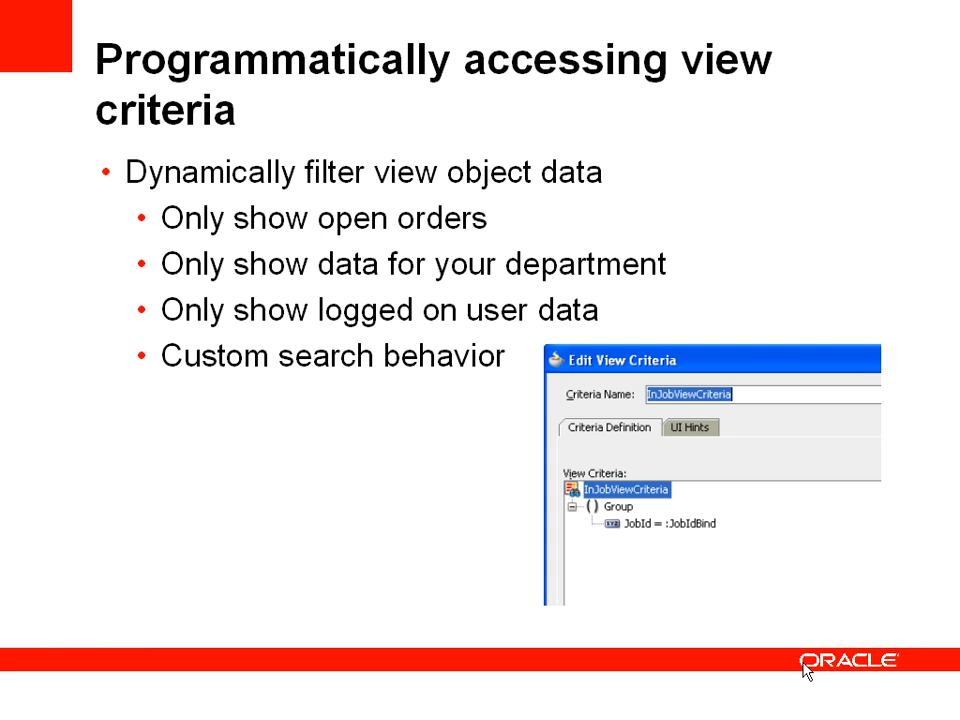 Programmatically accessing view
criteria
• Dynamically filter view object data
• Only show open orders
• Only show data for your department
• Only show logged on user data
• Custom search behavior
Edit View Criteria
Criteria Name: InJobViewCriteria
Criteria Definition UI Hints
View Criteria:
InJobViewCriteria
( ) Group
XYZ JobId = :JobIdBind
ORACLE